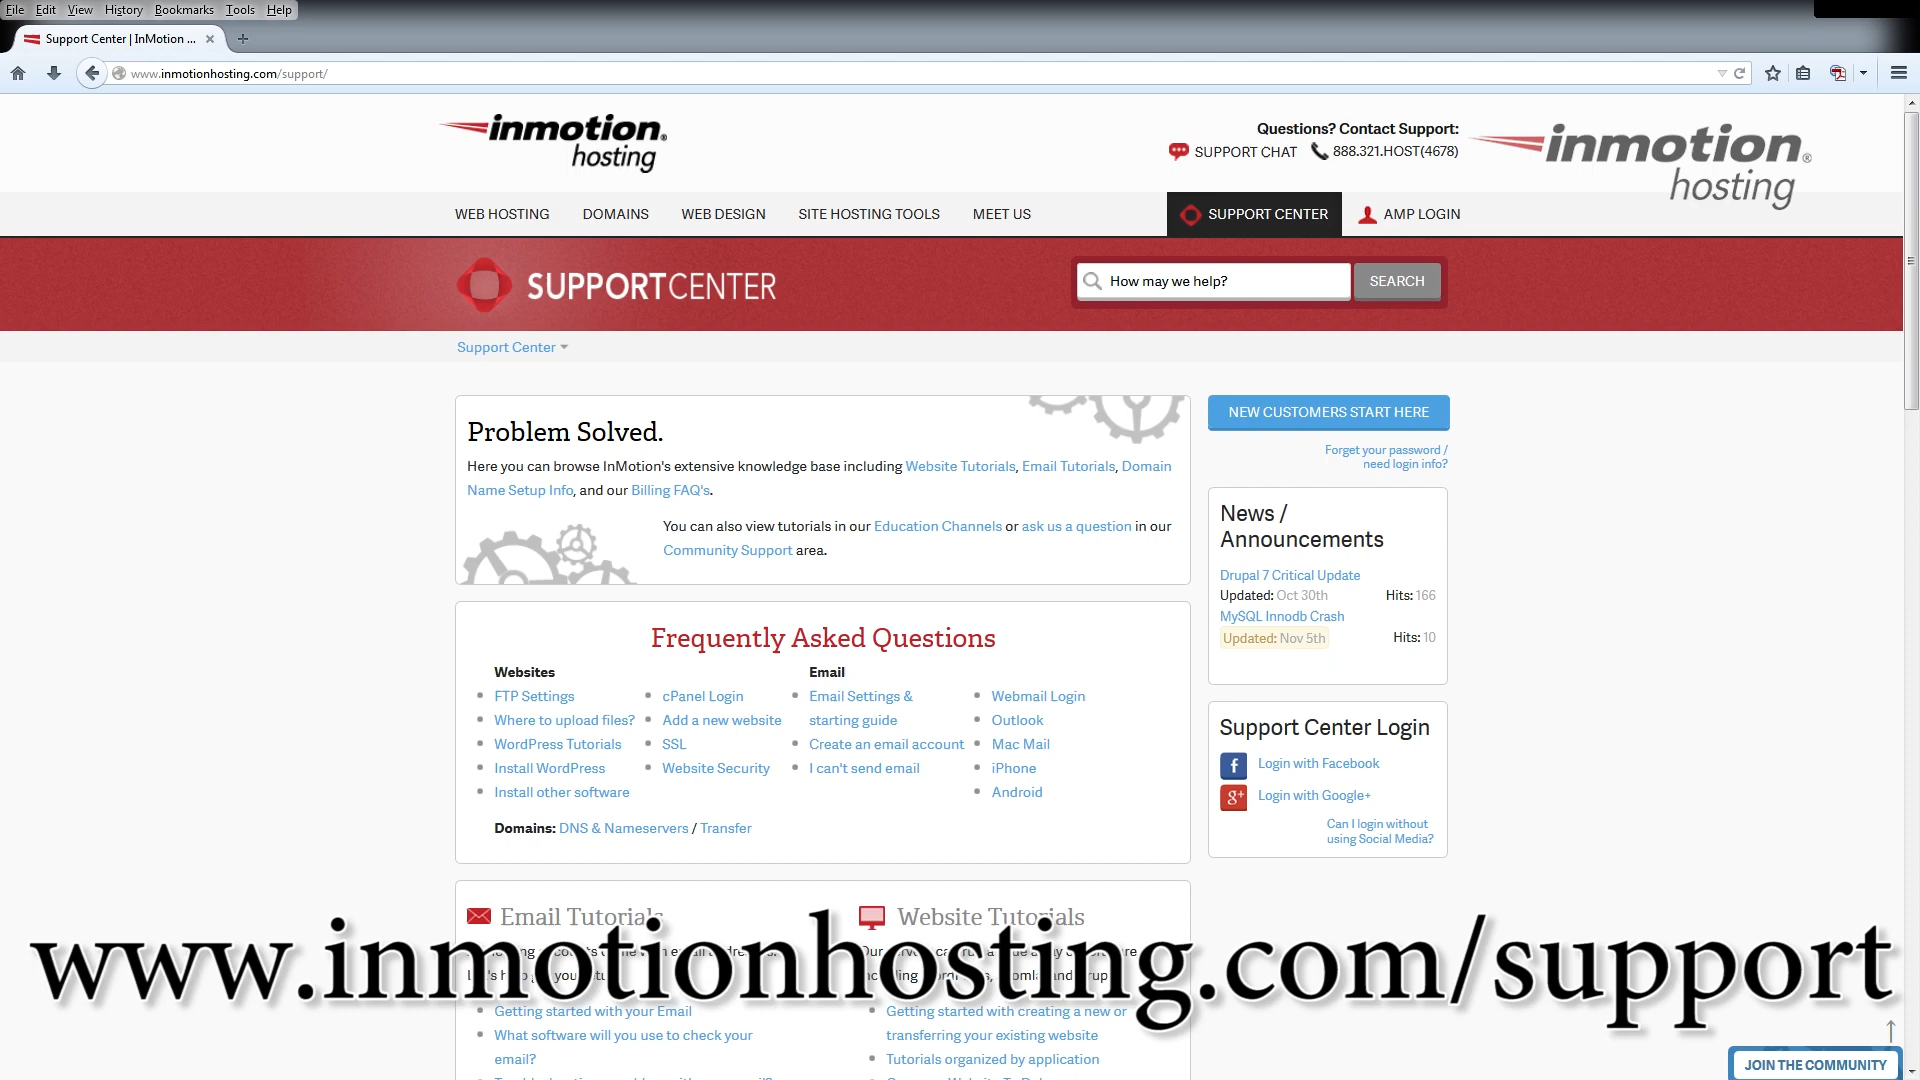 File Edit View History Bookmarks Tools Help
Support Center | InMotion ...
www.inmotionhosting.com/support/
inmotion® hosting
Questions? Contact Support:
SUPPORT CHAT 888.321.HOST(4678)
inmotion® hosting
WEB HOSTING DOMAINS WEB DESIGN SITE HOSTING TOOLS MEET US SUPPORT CENTER AMP LOGIN
SUPPORTCENTER
How may we help? SEARCH
Support Center
Problem Solved.
Here you can browse InMotion's extensive knowledge base including Website Tutorials, Email Tutorials, Domain
Name Setup Info, and our Billing FAQ's.
You can also view tutorials in our Education Channels or ask us a question in our
Community Support area.
NEW CUSTOMERS START HERE
Forget your password /
need login info?
News /
Announcements
Drupal 7 Critical Update
Updated: Oct 30th Hits: 166
MySQL Innodb Crash
Updated: Nov 5th Hits: 10
Frequently Asked Questions
Websites
FTP Settings
Where to upload files?
WordPress Tutorials
Install WordPress
Install other software
cPanel Login
Add a new website
SSL
Website Security
Email
Email Settings &
starting guide
Create an email account
I can't send email
Webmail Login
Outlook
Mac Mail
iPhone
Android
Domains: DNS & Nameservers / Transfer
Support Center Login
f Login with Facebook
g+ Login with Google+
Can I login without
using Social Media?
Email Tutorials
Website Tutorials
www.inmotionhosting.com/support
Getting started with your Email
What software will you use to check your
email?
Getting started with creating a new or
transferring your existing website
Tutorials organized by application
JOIN THE COMMUNITY